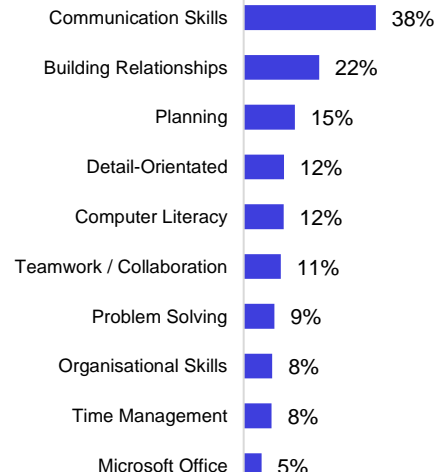 Communication Skills 38%
Building Relationships 22%
Planning 15%
Detail-Orientated 12%
Computer Literacy 12%
Teamwork / Collaboration 11%
Problem Solving 9%
Organisational Skills 8%
Time Management 8%
Microsoft Office 5%